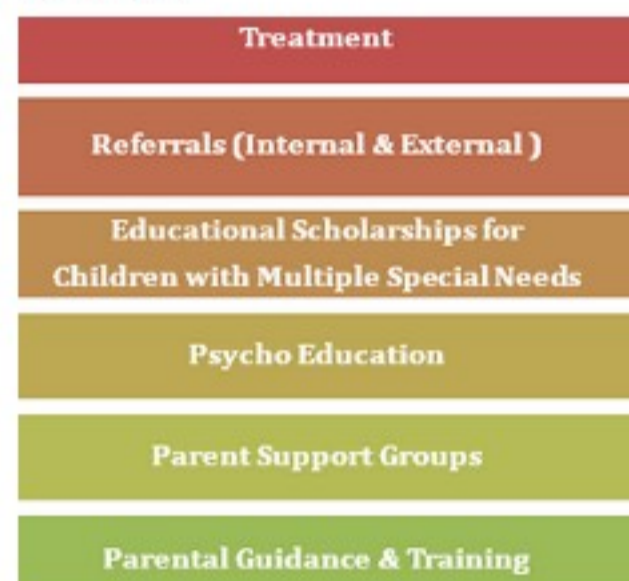 Treatment
Referrals (Internal & External )
Educational Scholarships for
Children with Multiple Special Needs
Psycho Education
Parent Support Groups
Parental Guidance & Training